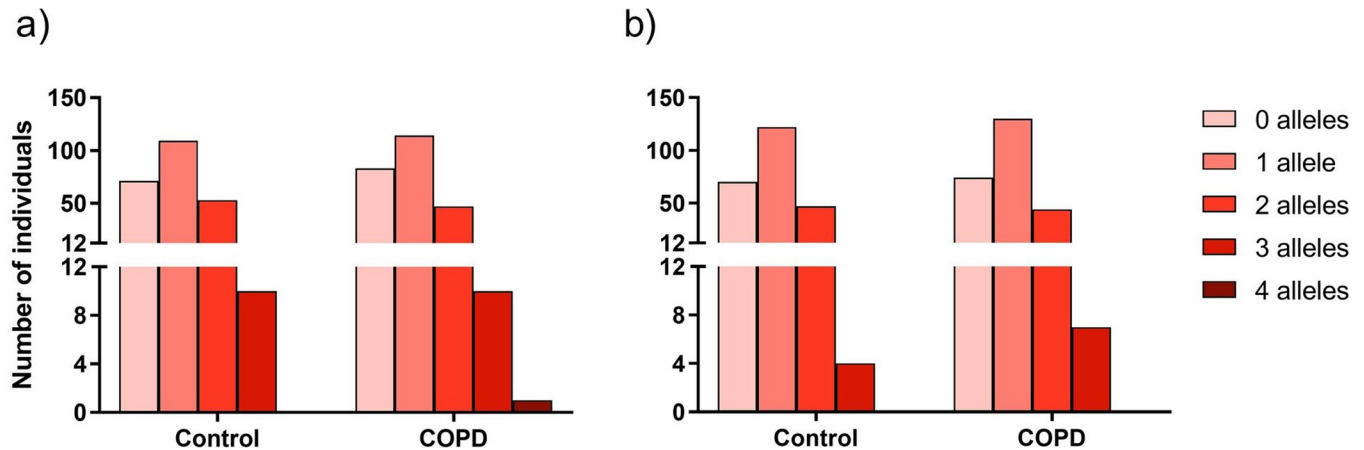 a)
Number of individuals
150
100
50
12
12
8
4
0
Control
COPD
b)
150
100
50
12
12
8
4
0
Control
COPD
0 alleles
1 allele
2 alleles
3 alleles
4 alleles